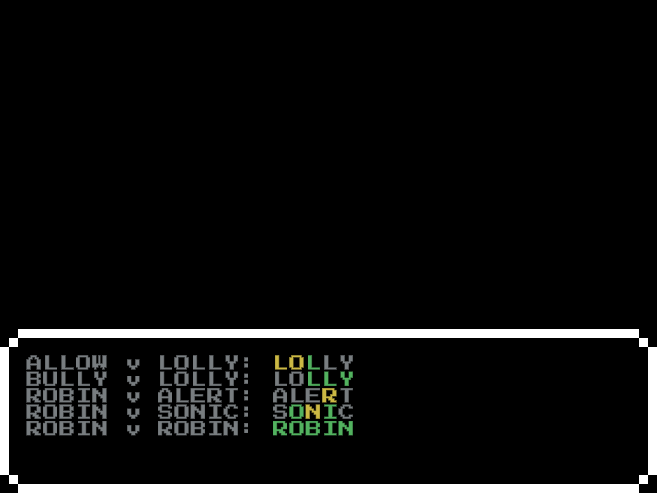 ALLOW v LOLLY: LOLLY
BULLY v LOLLY: LOLLY
ROBIN v ALERT: ALERT
ROBIN v SONIC: SONIC
ROBIN v ROBIN: ROBIN